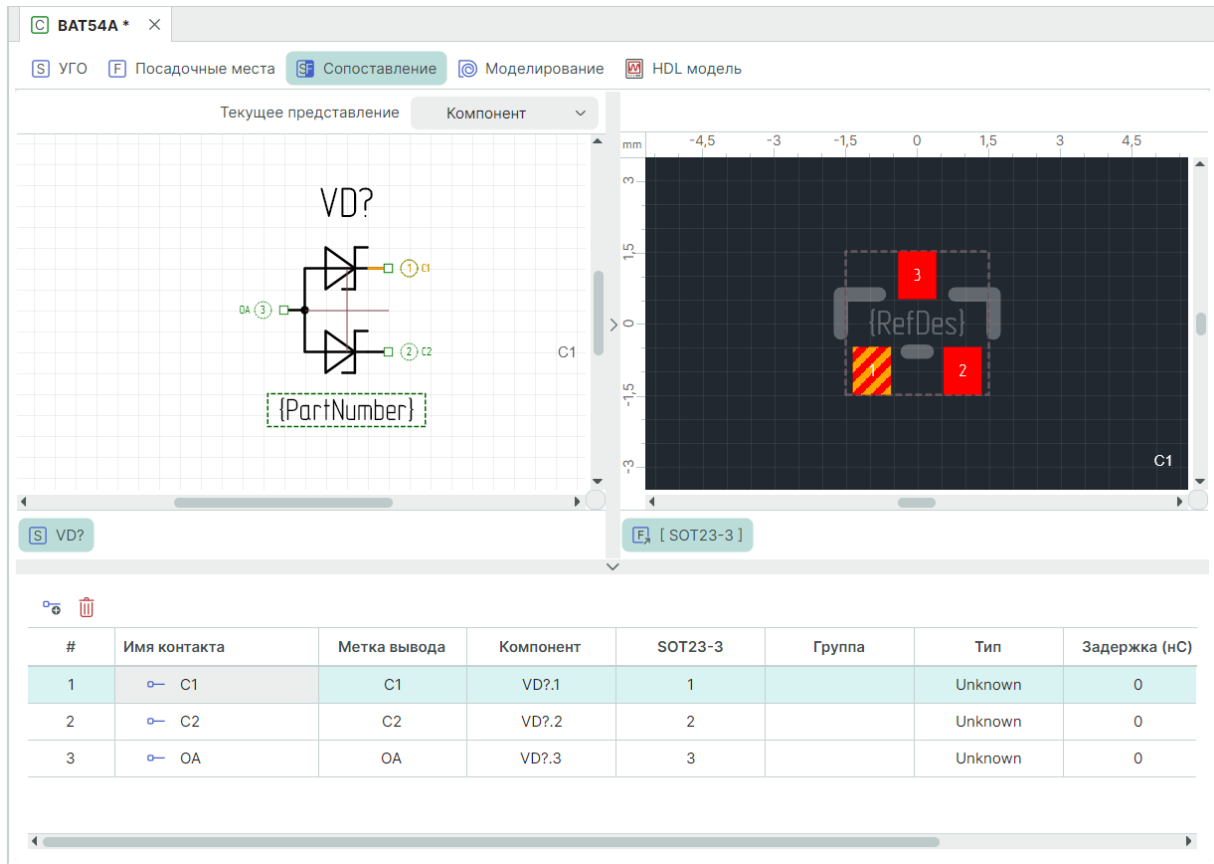 C BAT54A *
S УГО F Посадочные места SF Сопоставление Моделирование HDL модель
Текущее представление Компонент
mm -4,5 -3 -1,5 0 1,5 3 4,5
3
1,5
0
-1,5
-3
VD?
1 C1
OA 3
2 C2
C1
{PartNumber}
3
{RefDes}
1 2
C1
S VD?
F [ SOT23-3 ]
# Имя контакта Метка вывода Компонент SOT23-3 Группа Тип Задержка (нС)
1 C1 C1 VD?.1 1 Unknown 0
2 C2 C2 VD?.2 2 Unknown 0
3 OA OA VD?.3 3 Unknown 0